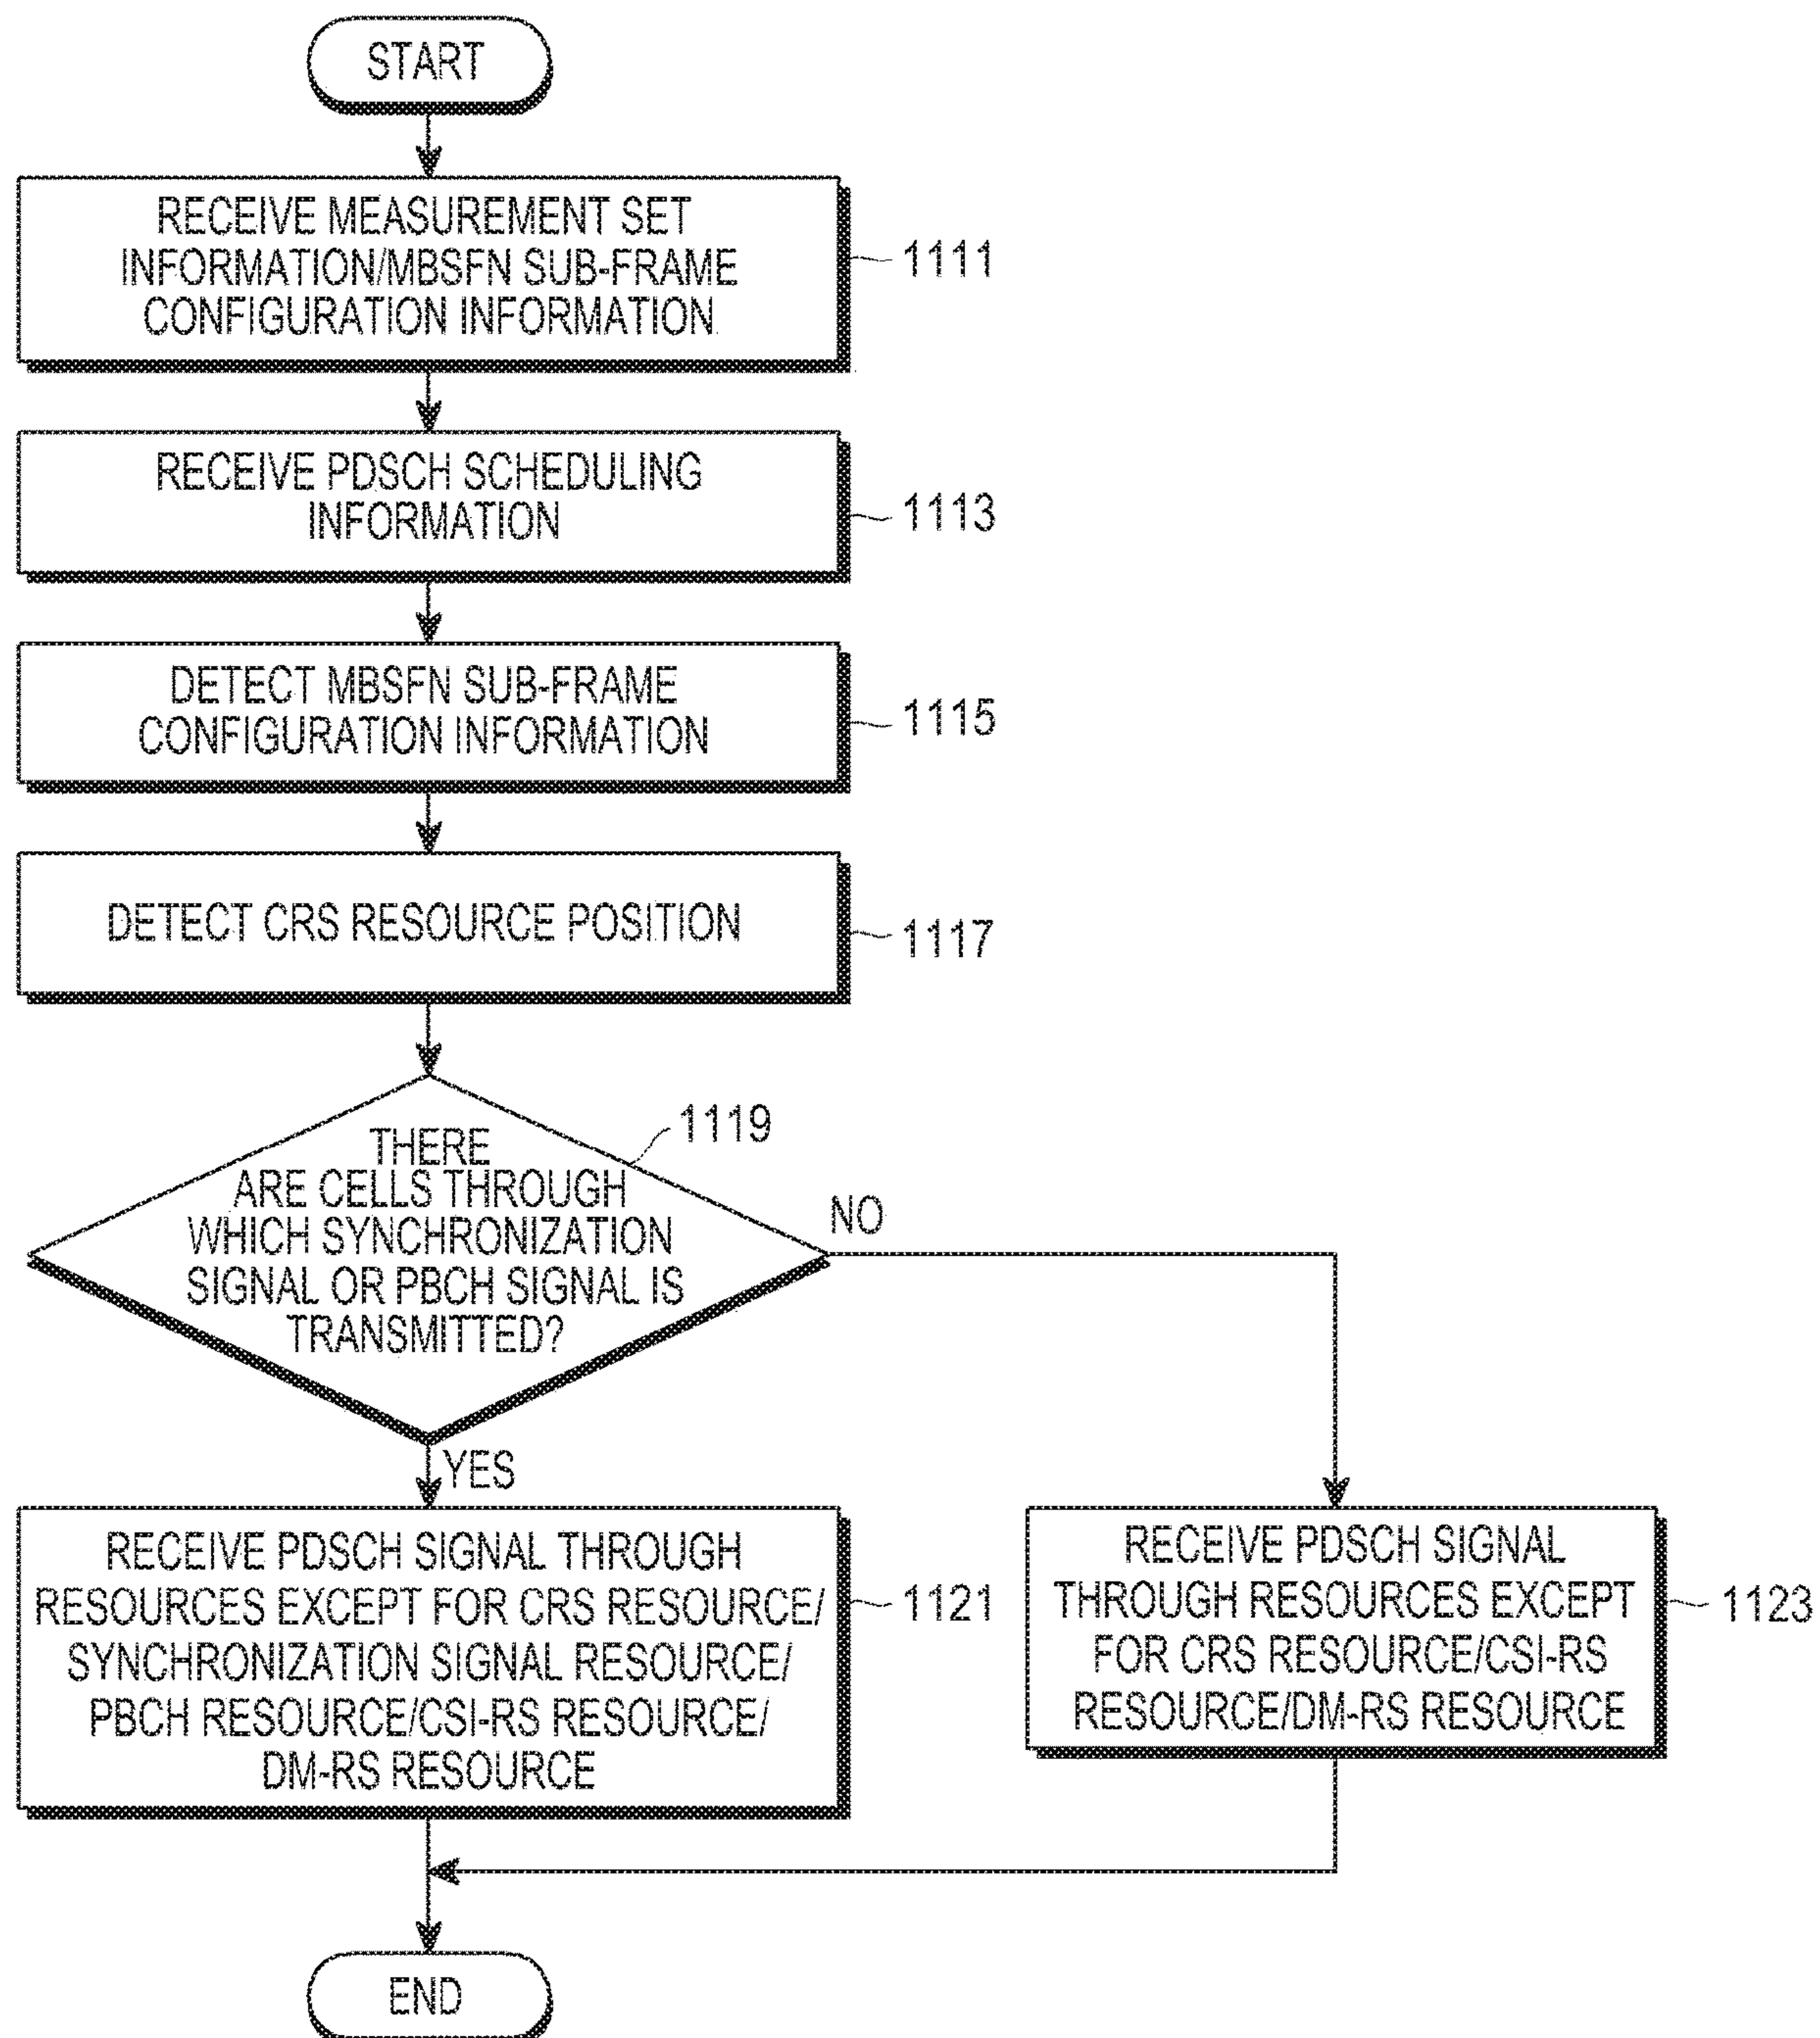 START
RECEIVE MEASUREMENT SET
INFORMATION/MBSFN SUB-FRAME
CONFIGURATION INFORMATION
1111
RECEIVE PDSCH SCHEDULING
INFORMATION
1113
DETECT MBSFN SUB-FRAME
CONFIGURATION INFORMATION
1115
DETECT CRS RESOURCE POSITION
1117
1119
THERE
ARE CELLS THROUGH
WHICH SYNCHRONIZATION
SIGNAL OR PBCH SIGNAL IS
TRANSMITTED?
NO
YES
RECEIVE PDSCH SIGNAL THROUGH
RESOURCES EXCEPT FOR CRS RESOURCE/
SYNCHRONIZATION SIGNAL RESOURCE/
PBCH RESOURCE/CSI-RS RESOURCE/
DM-RS RESOURCE
1121
RECEIVE PDSCH SIGNAL
THROUGH RESOURCES EXCEPT
FOR CRS RESOURCE/CSI-RS
RESOURCE/DM-RS RESOURCE
1123
END